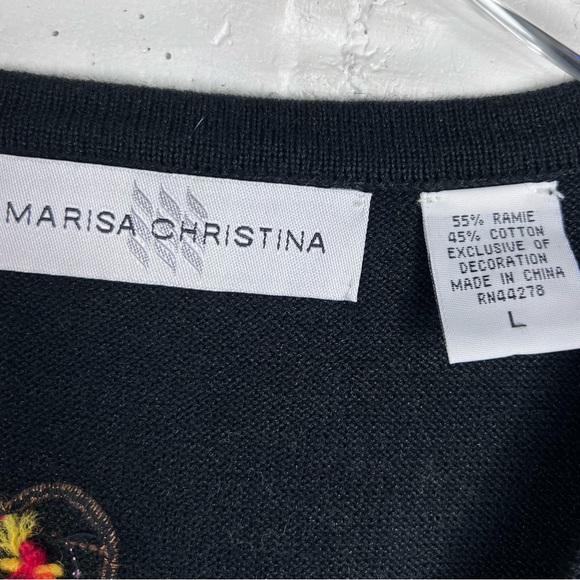 MARISA CHRISTINA
55% RAMIE
45% COTTON
EXCLUSIVE OF
DECORATION
MADE IN CHINA
RN44278
L